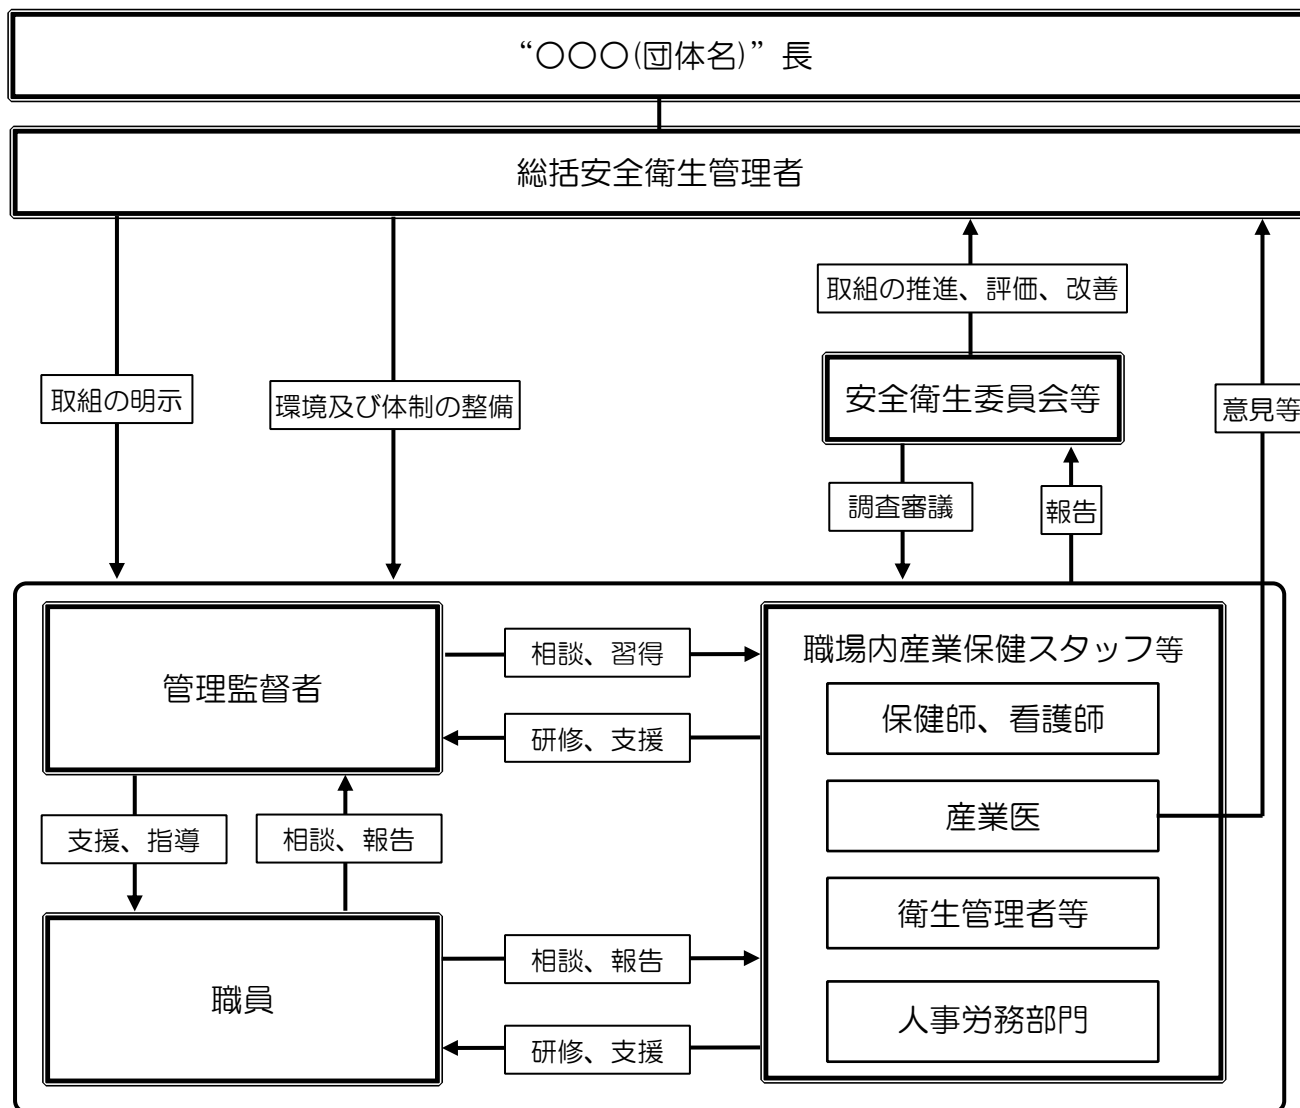 “〇〇〇(団体名)”長
総括安全衛生管理者
取組の推進、評価、改善
取組の明示
環境及び体制の整備
安全衛生委員会等
意見等
調査審議
報告
管理監督者
相談、習得
研修、支援
職場内産業保健スタッフ等
保健師、看護師
産業医
衛生管理者等
人事労務部門
支援、指導
相談、報告
職員
相談、報告
研修、支援